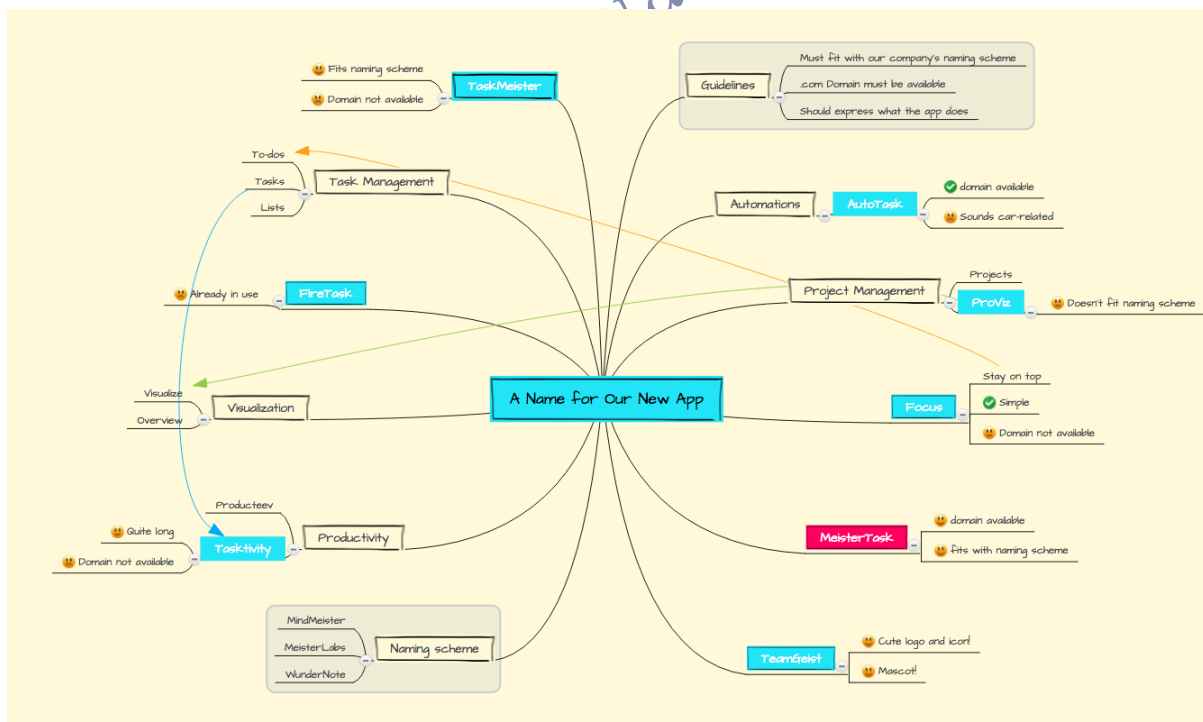 TaskMeister
Fits naming scheme
Domain not available
Guidelines
Must fit with our company's naming scheme
.com Domain must be available
Should express what the app does
Task Management
To-dos
Tasks
Lists
Automations
AutoTask
domain available
Sounds car-related
FireTask
Already in use
Project Management
Projects
ProViz
Doesn't fit naming scheme
A Name for Our New App
Visualization
Visualize
Overview
Focus
Stay on top
Simple
Domain not available
Productivity
Producteev
Tasktivity
Quite long
Domain not available
MeisterTask
domain available
fits with naming scheme
Naming scheme
MindMeister
MeisterLabs
WunderNote
TeamGeist
Cute logo and icon!
Mascot!